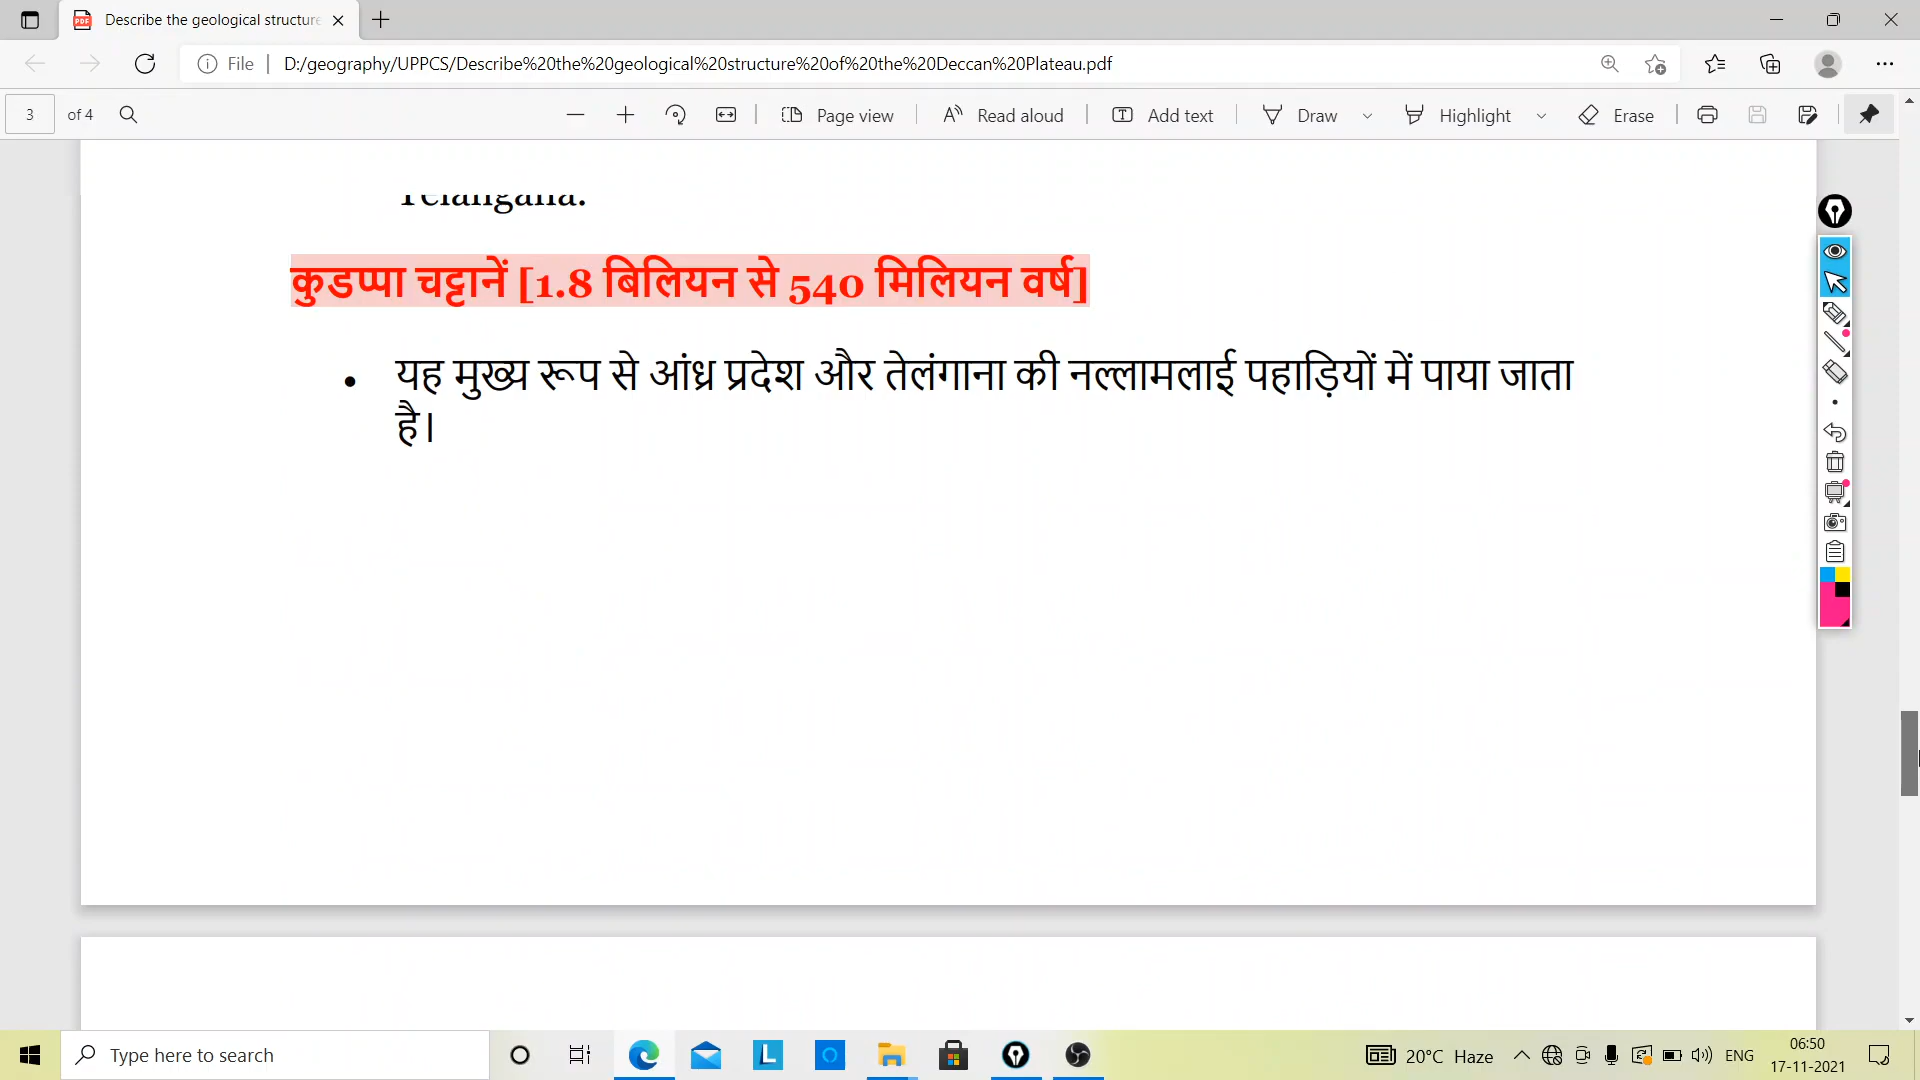 Describe the geological structure
File
D:/geography/UPPCS/Describe%20the%20geological%20structure%20of%20the%20Deccan%20Plateau.pdf
3 of 4
Page view
Read aloud
Add text
Draw
Highlight
Erase
Telangana.
कुडप्पा चट्टानें [1.8 बिलियन से 540 मिलियन वर्ष]
• यह मुख्य रूप से आंध्र प्रदेश और तेलंगाना की नल्लामलाई पहाड़ियों में पाया जाता
है।
Type here to search
20°C Haze
ENG
06:50
17-11-2021